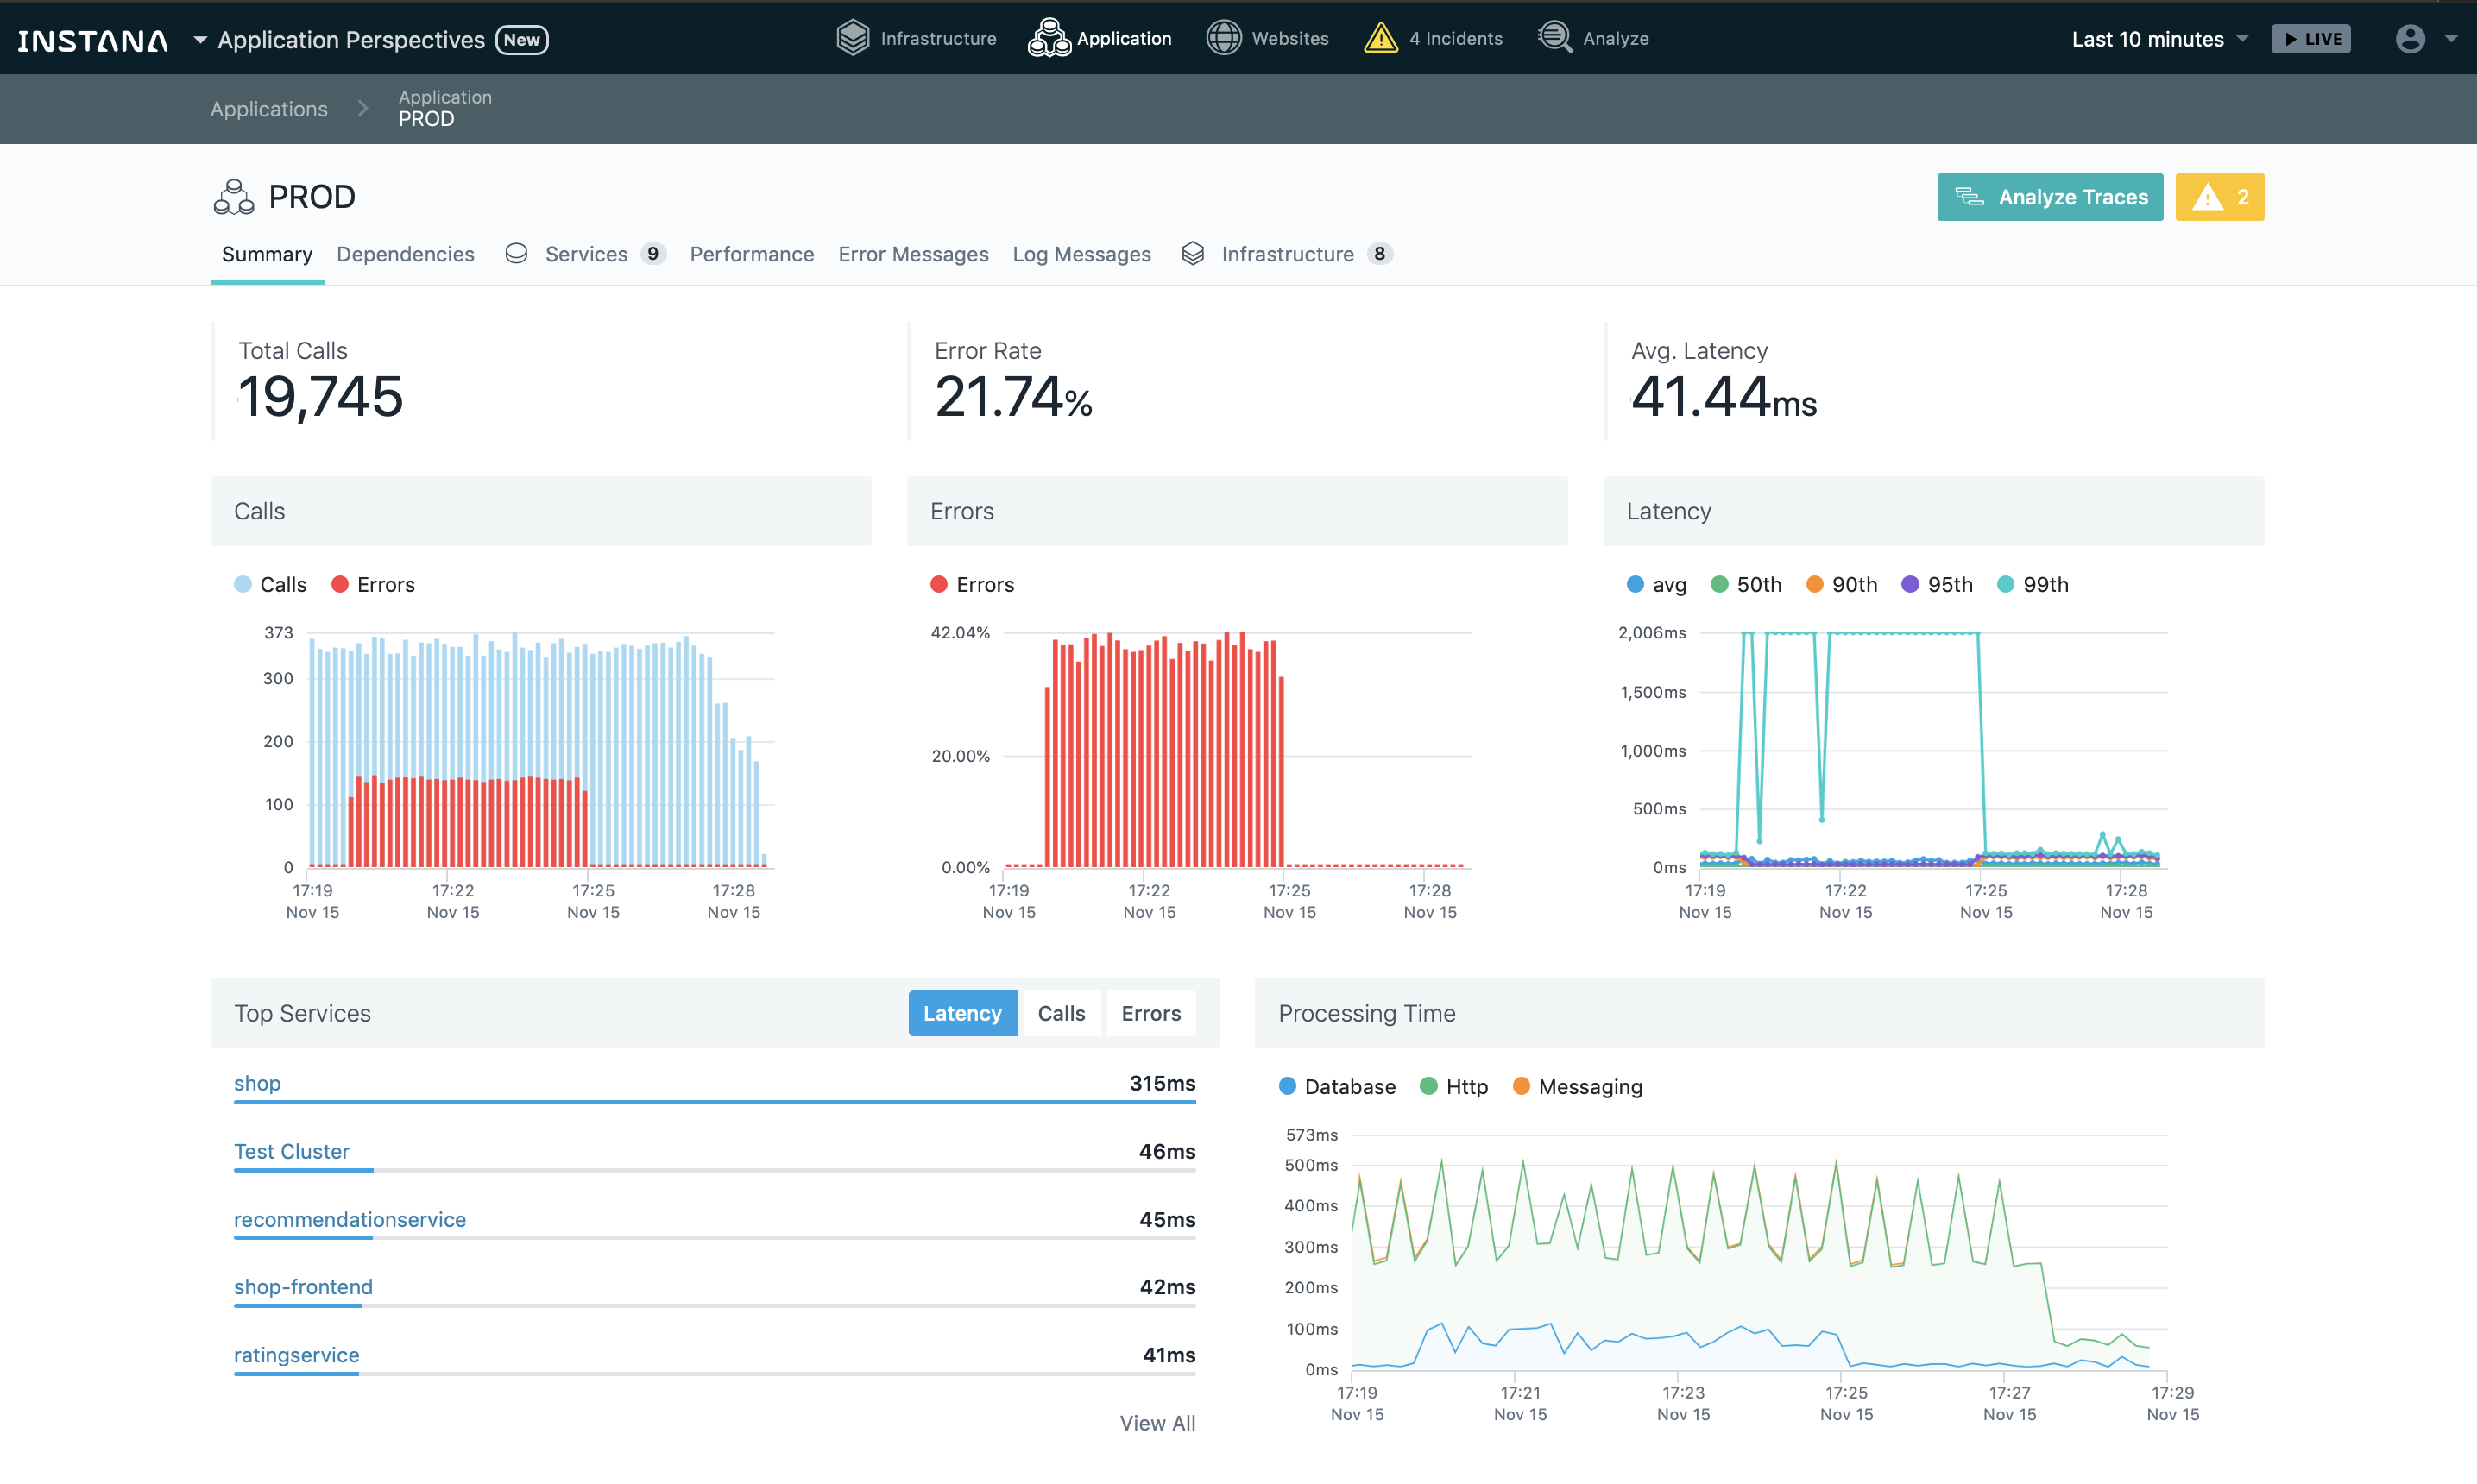 INSTANA Application Perspectives New Infrastructure Application Websites 4 Incidents Analyze Last 10 minutes LIVE
Applications
Application
PROD
PROD
Analyze Traces 2
Summary Dependencies Services 9 Performance Error Messages Log Messages Infrastructure 8
Total Calls
19,745
Error Rate
21.74%
Avg. Latency
41.44ms
Calls
Calls Errors
373
300
200
100
0
17:19 17:22 17:25 17:28
Nov 15 Nov 15 Nov 15 Nov 15
Errors
Errors
42.04%
20.00%
0.00%
17:19 17:22 17:25 17:28
Nov 15 Nov 15 Nov 15 Nov 15
Latency
avg 50th 90th 95th 99th
2,006ms
1,500ms
1,000ms
500ms
0ms
17:19 17:22 17:25 17:28
Nov 15 Nov 15 Nov 15 Nov 15
Top Services Latency Calls Errors
shop 315ms
Test Cluster 46ms
recommendationservice 45ms
shop-frontend 42ms
ratingservice 41ms
View All
Processing Time
Database Http Messaging
573ms
500ms
400ms
300ms
200ms
100ms
0ms
17:19 17:21 17:23 17:25 17:27 17:29
Nov 15 Nov 15 Nov 15 Nov 15 Nov 15 Nov 15